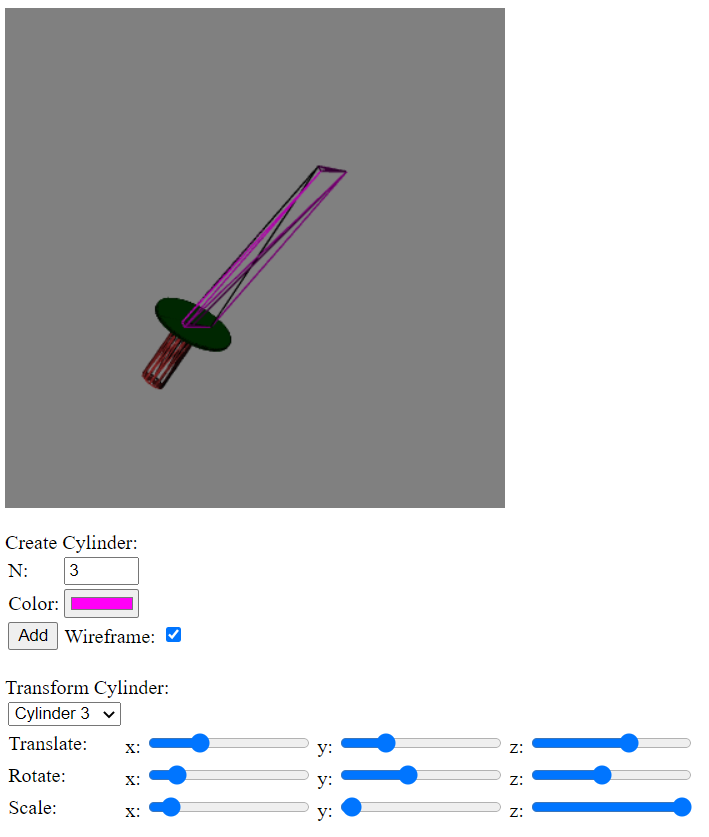 Create Cylinder:
N: 3
Color:
Add Wireframe:
Transform Cylinder:
Cylinder 3
Translate: x: y: z:
Rotate: x: y: z:
Scale: x: y: z: